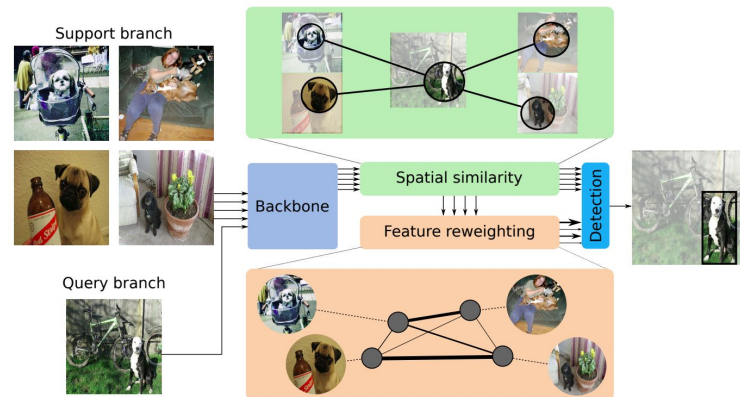 Support branch
Backbone
Spatial similarity
Feature reweighting
Detection
Query branch